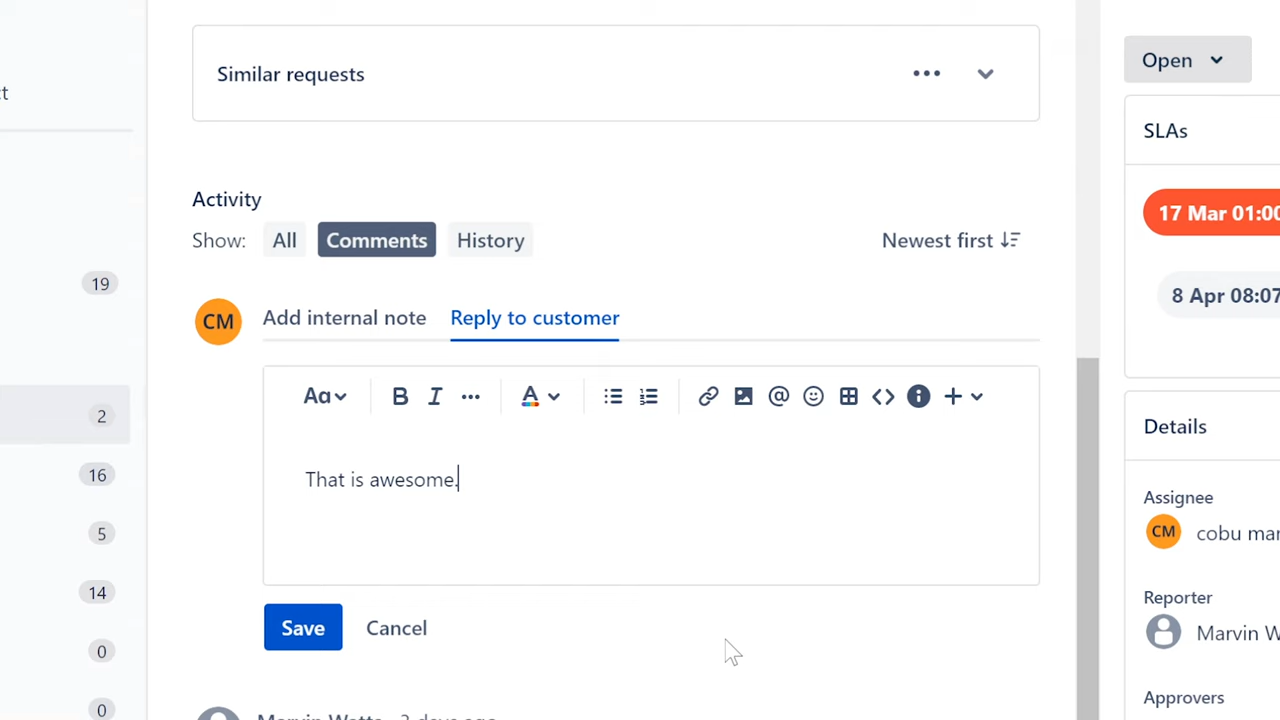 Similar requests
Open
SLAs
Activity
17 Mar 01:00
Show: All Comments History Newest first
19
8 Apr 08:07
CM Add internal note Reply to customer
Aa B I A @
2
Details
16
That is awesome.
Assignee
5
CM cobu mar
14
Reporter
Save Cancel
Marvin W
0
Approvers
0
Marvin Watts